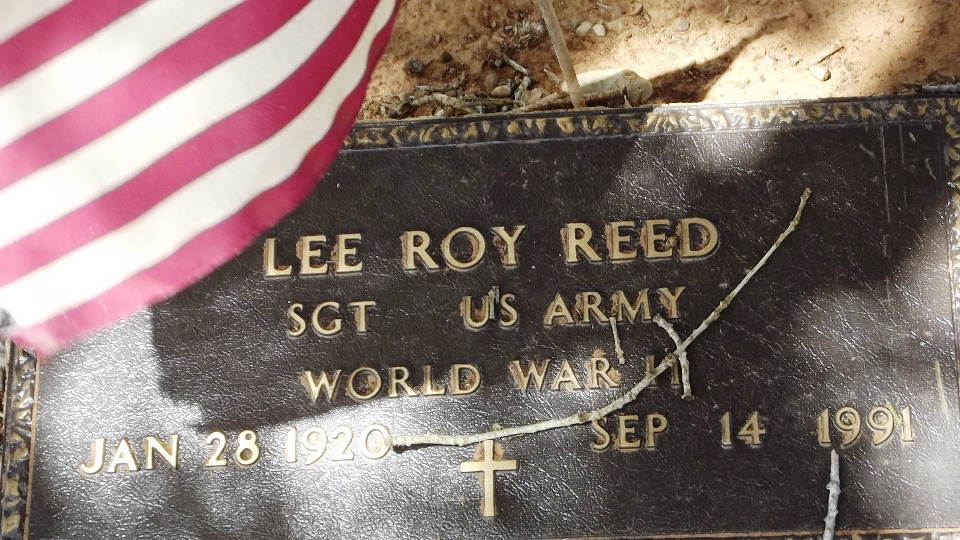 LEE ROY REED
SGT US ARMY
WORLD WAR II
JAN 28 1920 SEP 14 1991